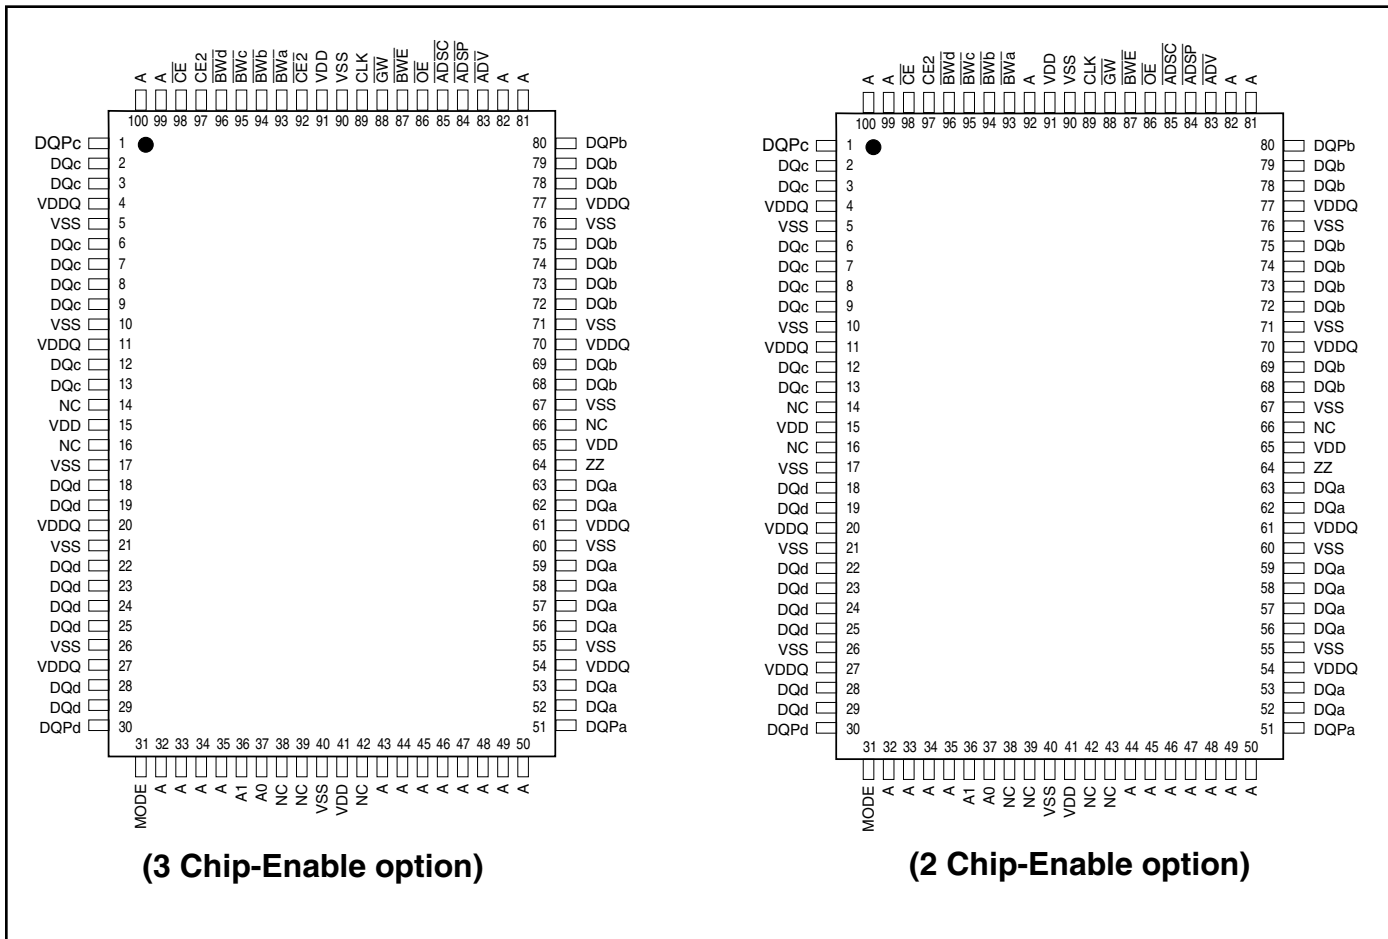 A A CE CE2 BWd BWc BWb BWa CE2 VDD VSS CLK GW BWE OE ADSC ADSP ADV A A
100 99 98 97 96 95 94 93 92 91 90 89 88 87 86 85 84 83 82 81
DQPc 1 80 DQPb
DQc 2 79 DQb
DQc 3 78 DQb
VDDQ 4 77 VDDQ
VSS 5 76 VSS
DQc 6 75 DQb
DQc 7 74 DQb
DQc 8 73 DQb
DQc 9 72 DQb
VSS 10 71 VSS
VDDQ 11 70 VDDQ
DQc 12 69 DQb
DQc 13 68 DQb
NC 14 67 VSS
VDD 15 66 NC
NC 16 65 VDD
VSS 17 64 ZZ
DQd 18 63 DQa
DQd 19 62 DQa
VDDQ 20 61 VDDQ
VSS 21 60 VSS
DQd 22 59 DQa
DQd 23 58 DQa
DQd 24 57 DQa
DQd 25 56 DQa
VSS 26 55 VSS
VDDQ 27 54 VDDQ
DQd 28 53 DQa
DQd 29 52 DQa
DQPd 30 51 DQPa
31 32 33 34 35 36 37 38 39 40 41 42 43 44 45 46 47 48 49 50
MODE A A A A A1 A0 NC NC VSS VDD NC A A A A A A A A
(3 Chip-Enable option)
A A CE CE2 BWd BWc BWb BWa A VDD VSS CLK GW BWE OE ADSC ADSP ADV A A
100 99 98 97 96 95 94 93 92 91 90 89 88 87 86 85 84 83 82 81
DQPc 1 80 DQPb
DQc 2 79 DQb
DQc 3 78 DQb
VDDQ 4 77 VDDQ
VSS 5 76 VSS
DQc 6 75 DQb
DQc 7 74 DQb
DQc 8 73 DQb
DQc 9 72 DQb
VSS 10 71 VSS
VDDQ 11 70 VDDQ
DQc 12 69 DQb
DQc 13 68 DQb
NC 14 67 VSS
VDD 15 66 NC
NC 16 65 VDD
VSS 17 64 ZZ
DQd 18 63 DQa
DQd 19 62 DQa
VDDQ 20 61 VDDQ
VSS 21 60 VSS
DQd 22 59 DQa
DQd 23 58 DQa
DQd 24 57 DQa
DQd 25 56 DQa
VSS 26 55 VSS
VDDQ 27 54 VDDQ
DQd 28 53 DQa
DQd 29 52 DQa
DQPd 30 51 DQPa
31 32 33 34 35 36 37 38 39 40 41 42 43 44 45 46 47 48 49 50
MODE A A A A A1 A0 NC NC VSS VDD NC NC A A A A A A A
(2 Chip-Enable option)